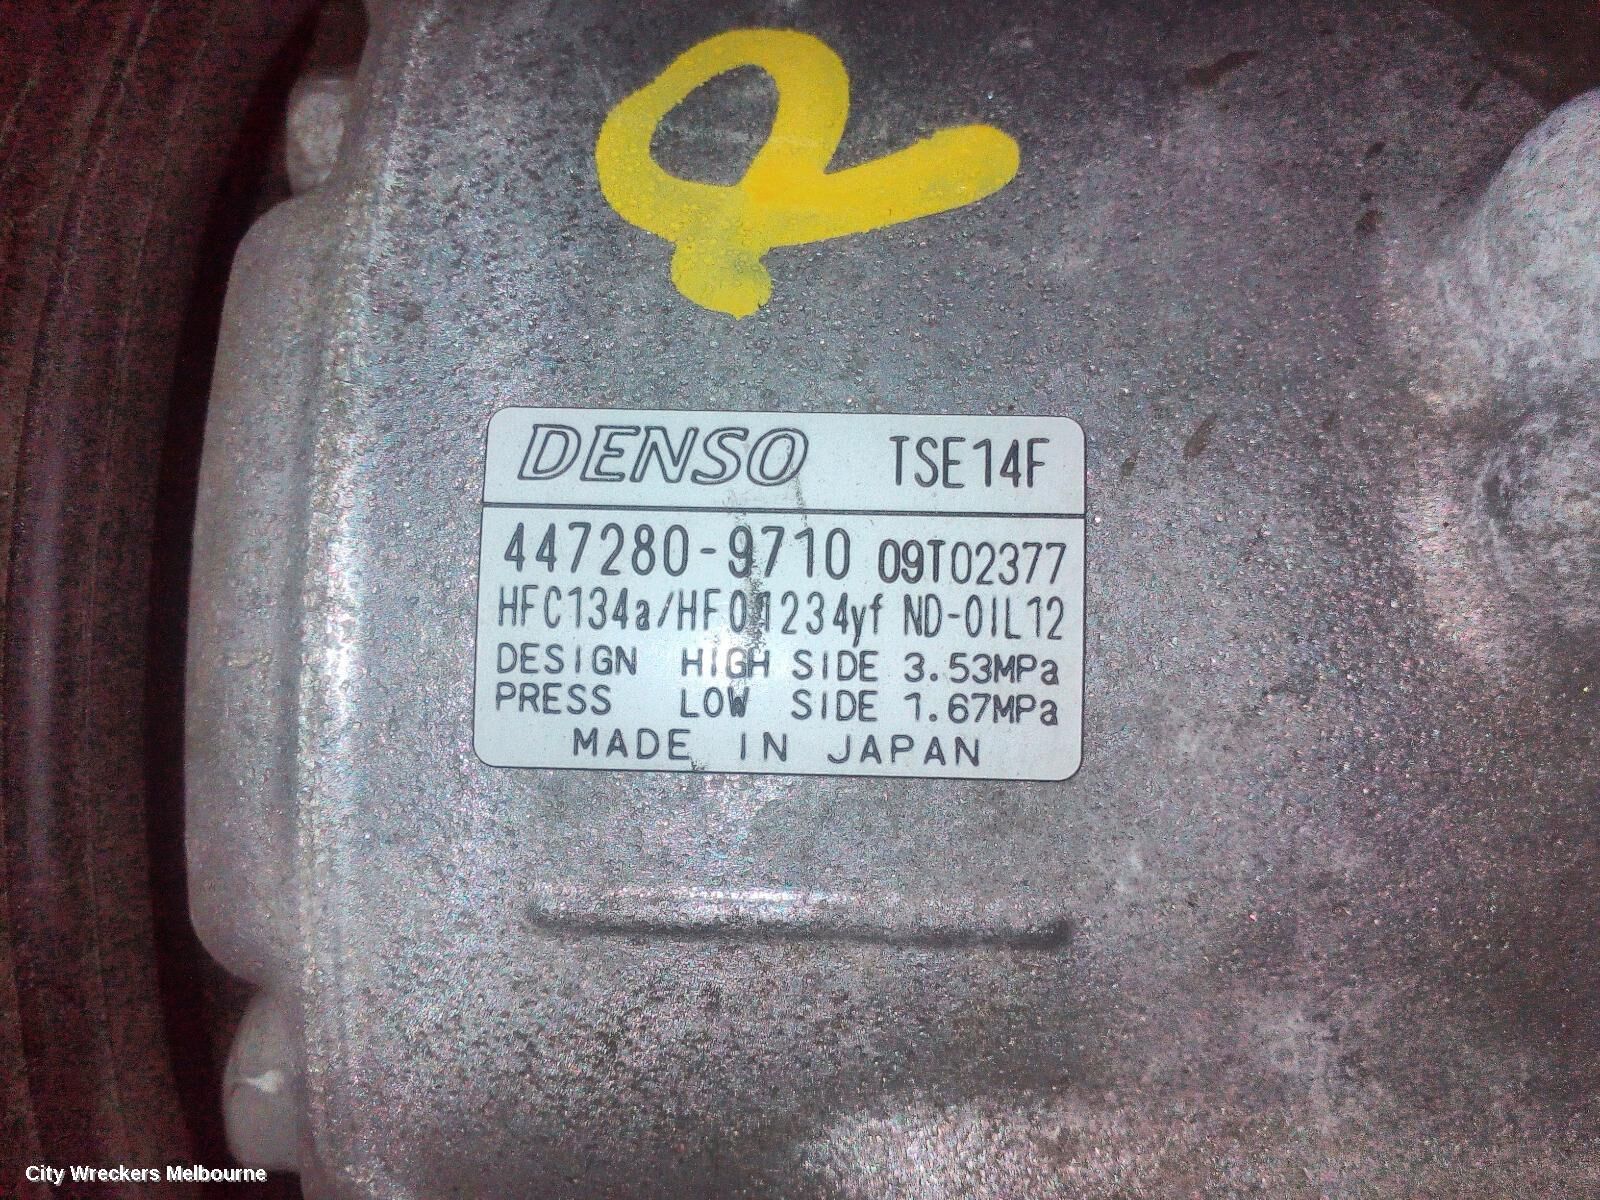 DENSO TSE14F
447280-9710 09T02377
HFC134a/HFO1234yf ND-OIL12
DESIGN HIGH SIDE 3.53MPa
PRESS LOW SIDE 1.67MPa
MADE IN JAPAN
City Wreckers Melbourne